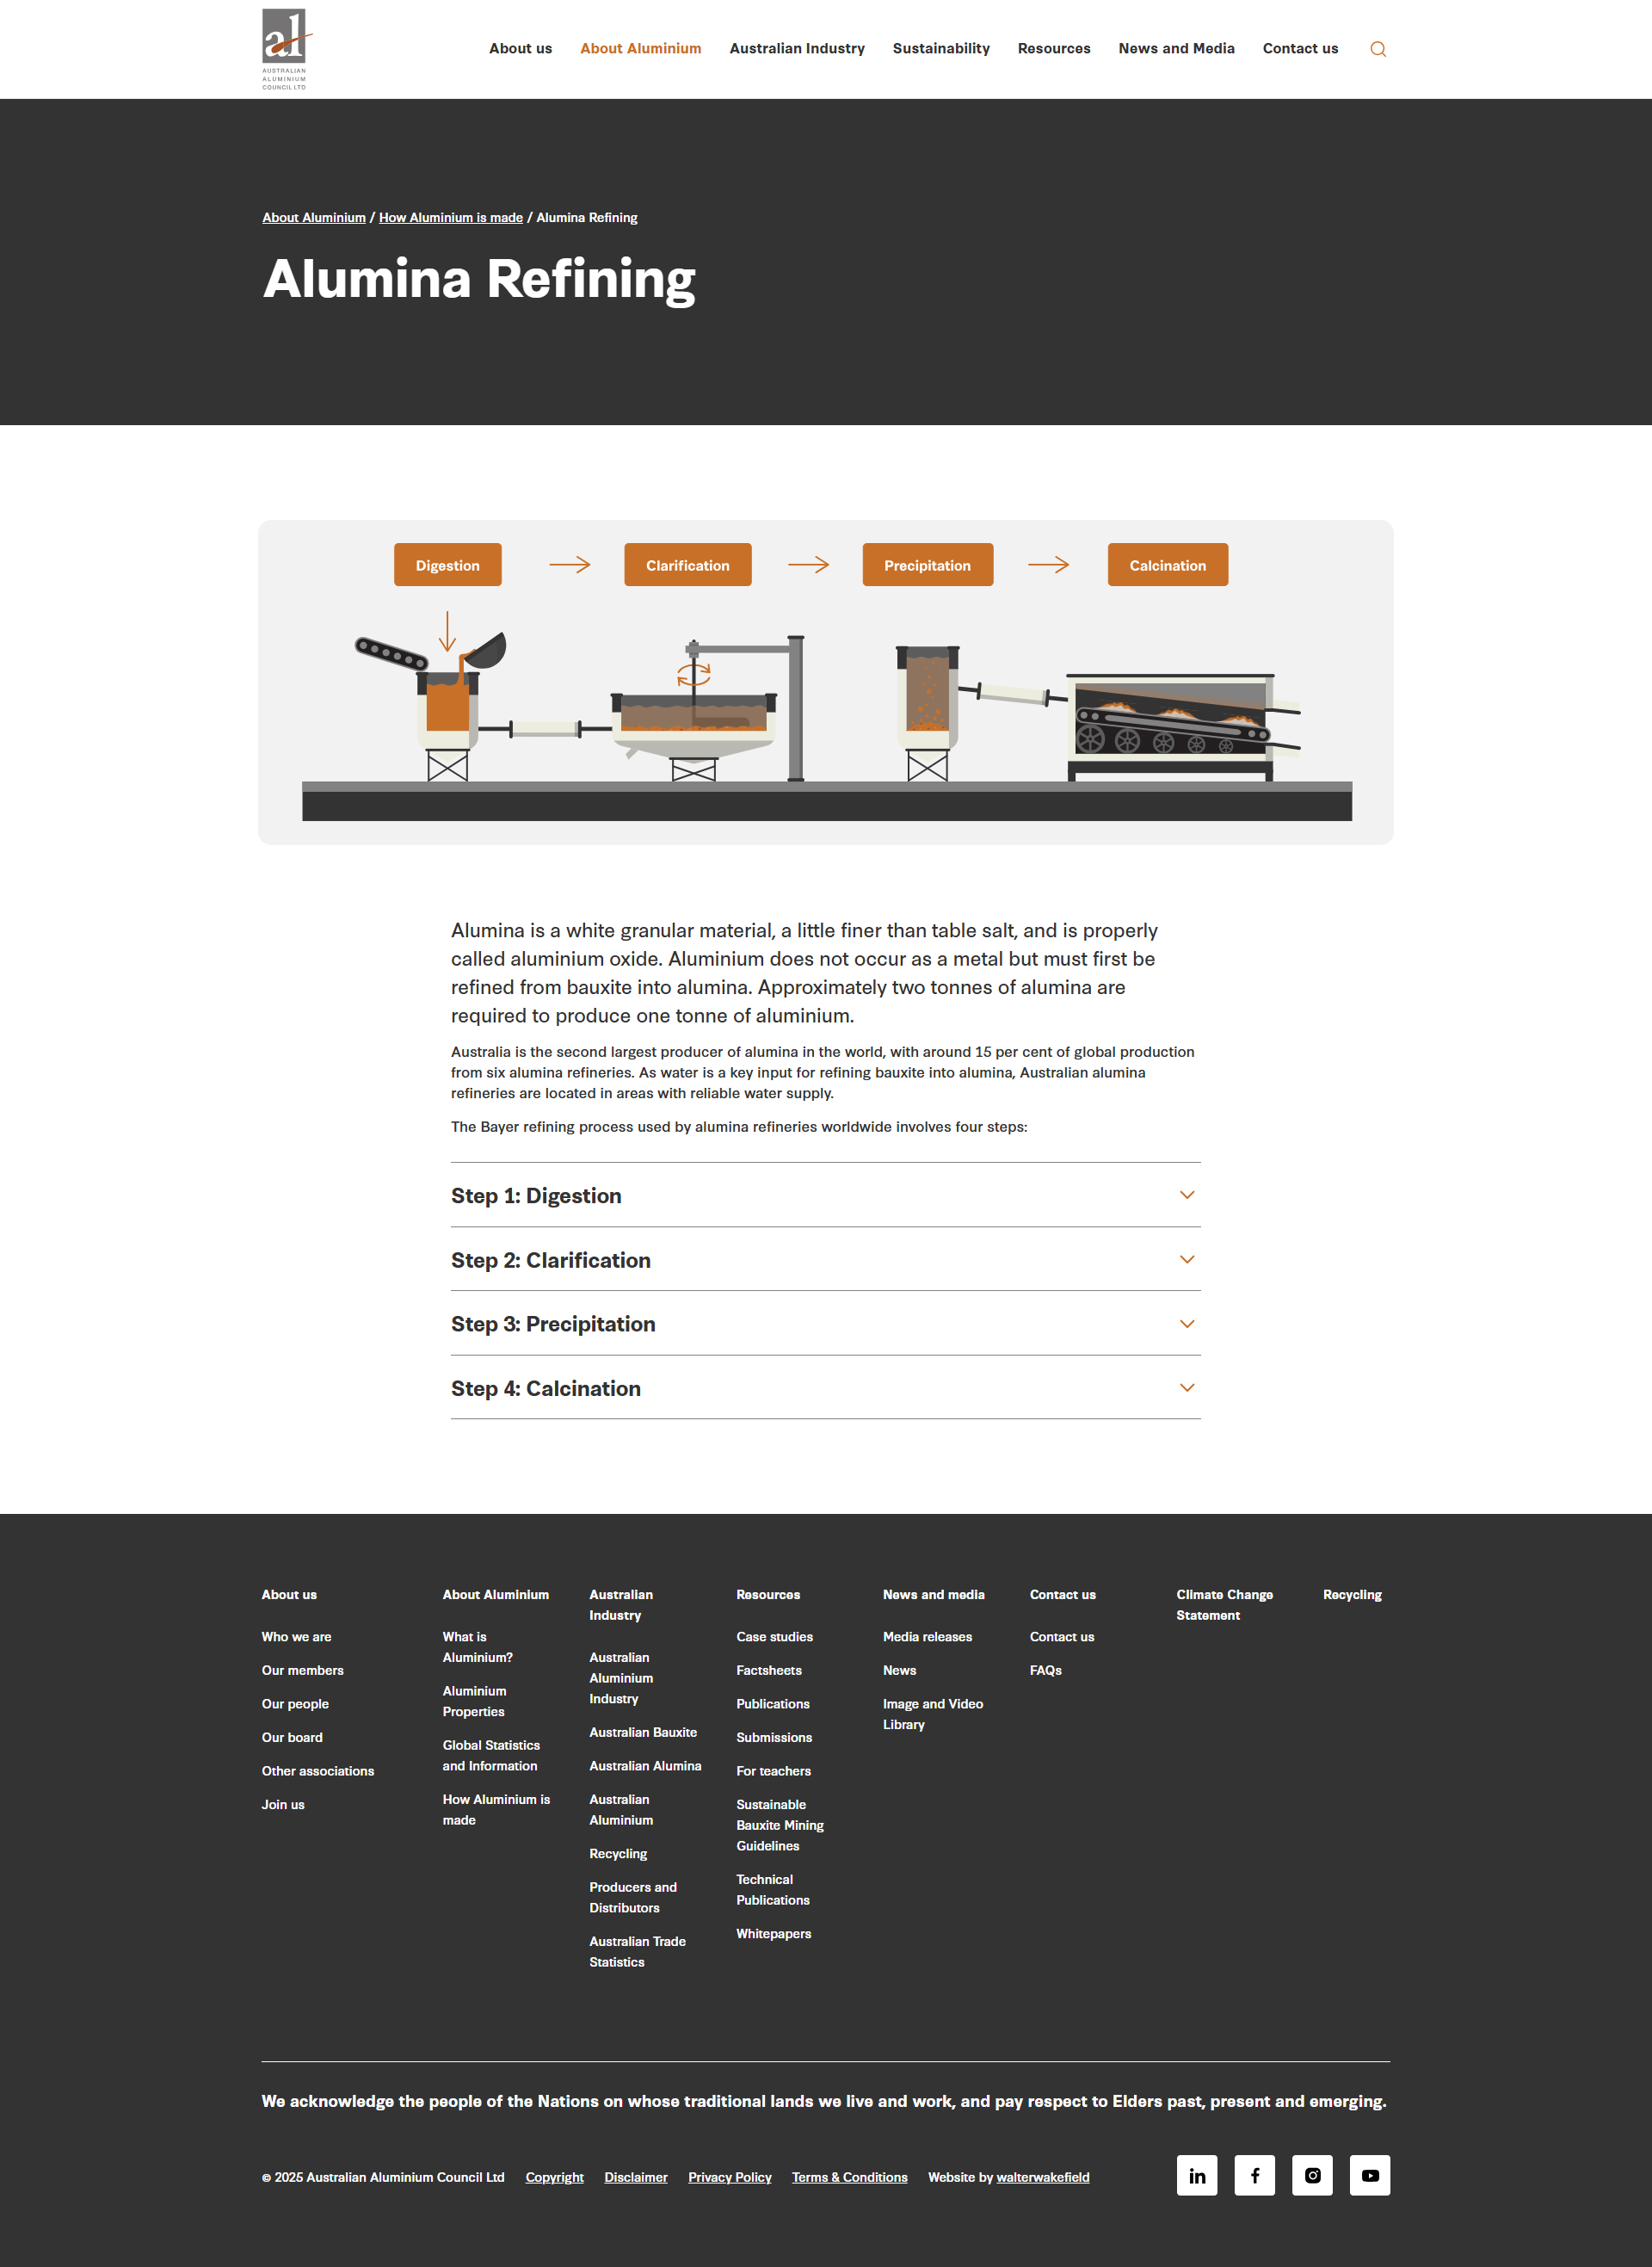 al
AUSTRALIAN
ALUMINIUM
COUNCIL LTD
About us About Aluminium Australian Industry Sustainability Resources News and Media Contact us
About Aluminium / How Aluminium is made / Alumina Refining
Alumina Refining
Digestion Clarification Precipitation Calcination
Alumina is a white granular material, a little finer than table salt, and is properly
called aluminium oxide. Aluminium does not occur as a metal but must first be
refined from bauxite into alumina. Approximately two tonnes of alumina are
required to produce one tonne of aluminium.
Australia is the second largest producer of alumina in the world, with around 15 per cent of global production
from six alumina refineries. As water is a key input for refining bauxite into alumina, Australian alumina
refineries are located in areas with reliable water supply.
The Bayer refining process used by alumina refineries worldwide involves four steps:
Step 1: Digestion
Step 2: Clarification
Step 3: Precipitation
Step 4: Calcination
About us
Who we are
Our members
Our people
Our board
Other associations
Join us
About Aluminium
What is
Aluminium?
Aluminium
Properties
Global Statistics
and Information
How Aluminium is
made
Australian
Industry
Australian
Aluminium
Industry
Australian Bauxite
Australian Alumina
Australian
Aluminium
Recycling
Producers and
Distributors
Australian Trade
Statistics
Resources
Case studies
Factsheets
Publications
Submissions
For teachers
Sustainable
Bauxite Mining
Guidelines
Technical
Publications
Whitepapers
News and media
Media releases
News
Image and Video
Library
Contact us
Contact us
FAQs
Climate Change
Statement
Recycling
We acknowledge the people of the Nations on whose traditional lands we live and work, and pay respect to Elders past, present and emerging.
© 2025 Australian Aluminium Council Ltd Copyright Disclaimer Privacy Policy Terms & Conditions Website by walterwakefield